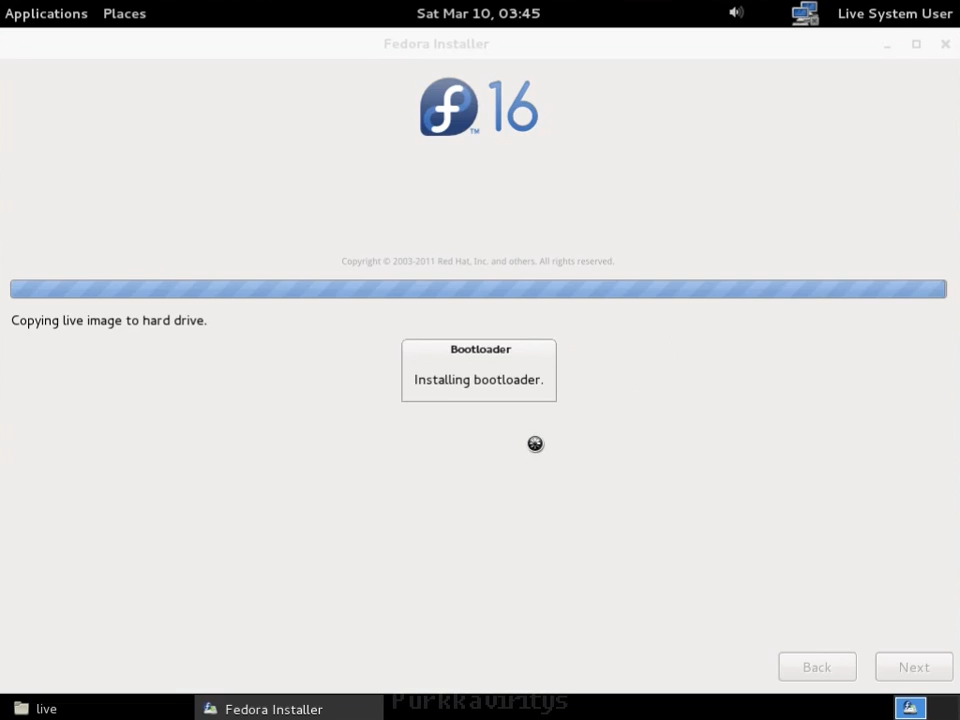 Applications Places Sat Mar 10, 03:45 Live System User
Fedora Installer
f™ 16
Copyright © 2003-2011 Red Hat, Inc. and others. All rights reserved.
Copying live image to hard drive.
Bootloader
Installing bootloader.
Back Next
live Fedora Installer Purkkaviritys